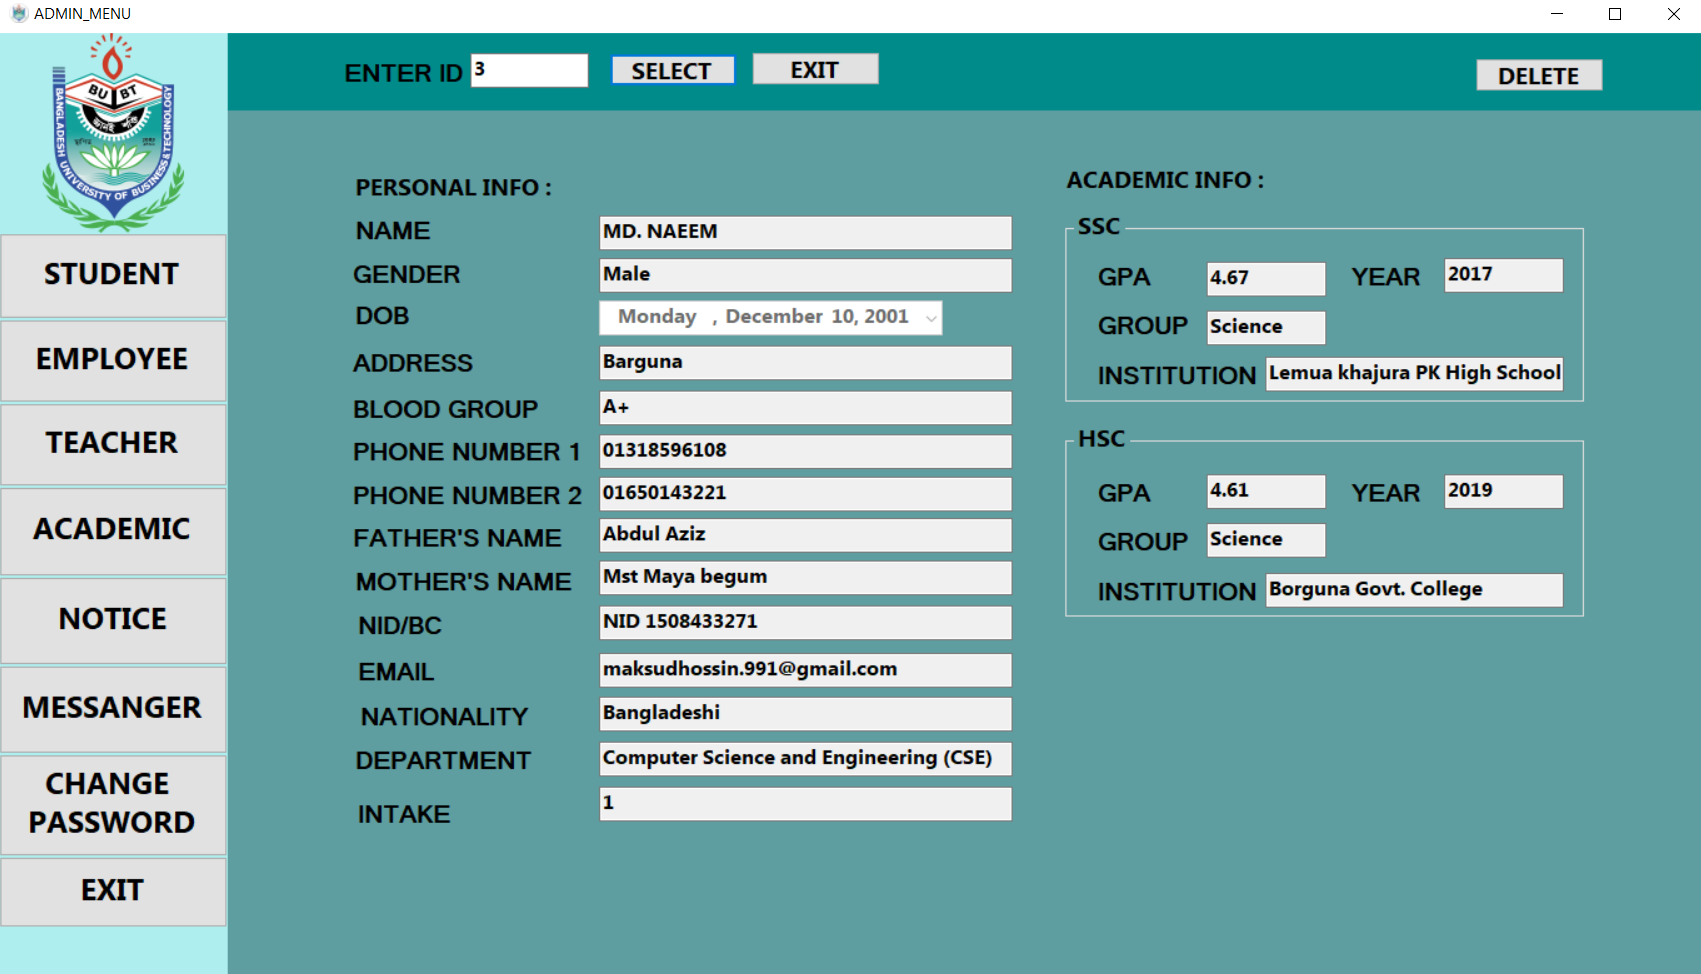 ADMIN_MENU
BUBT
জ্ঞানই শক্তি
BANGLADESH UNIVERSITY OF BUSINESS & TECHNOLOGY
ENTER ID 3 SELECT EXIT DELETE
STUDENT
EMPLOYEE
TEACHER
ACADEMIC
NOTICE
MESSANGER
CHANGE
PASSWORD
EXIT
PERSONAL INFO :
NAME MD. NAEEM
GENDER Male
DOB Monday , December 10, 2001
ADDRESS Barguna
BLOOD GROUP A+
PHONE NUMBER 1 01318596108
PHONE NUMBER 2 01650143221
FATHER'S NAME Abdul Aziz
MOTHER'S NAME Mst Maya begum
NID/BC NID 1508433271
EMAIL maksudhossin.991@gmail.com
NATIONALITY Bangladeshi
DEPARTMENT Computer Science and Engineering (CSE)
INTAKE 1
ACADEMIC INFO :
SSC
GPA 4.67 YEAR 2017
GROUP Science
INSTITUTION Lemua khajura PK High School
HSC
GPA 4.61 YEAR 2019
GROUP Science
INSTITUTION Borguna Govt. College